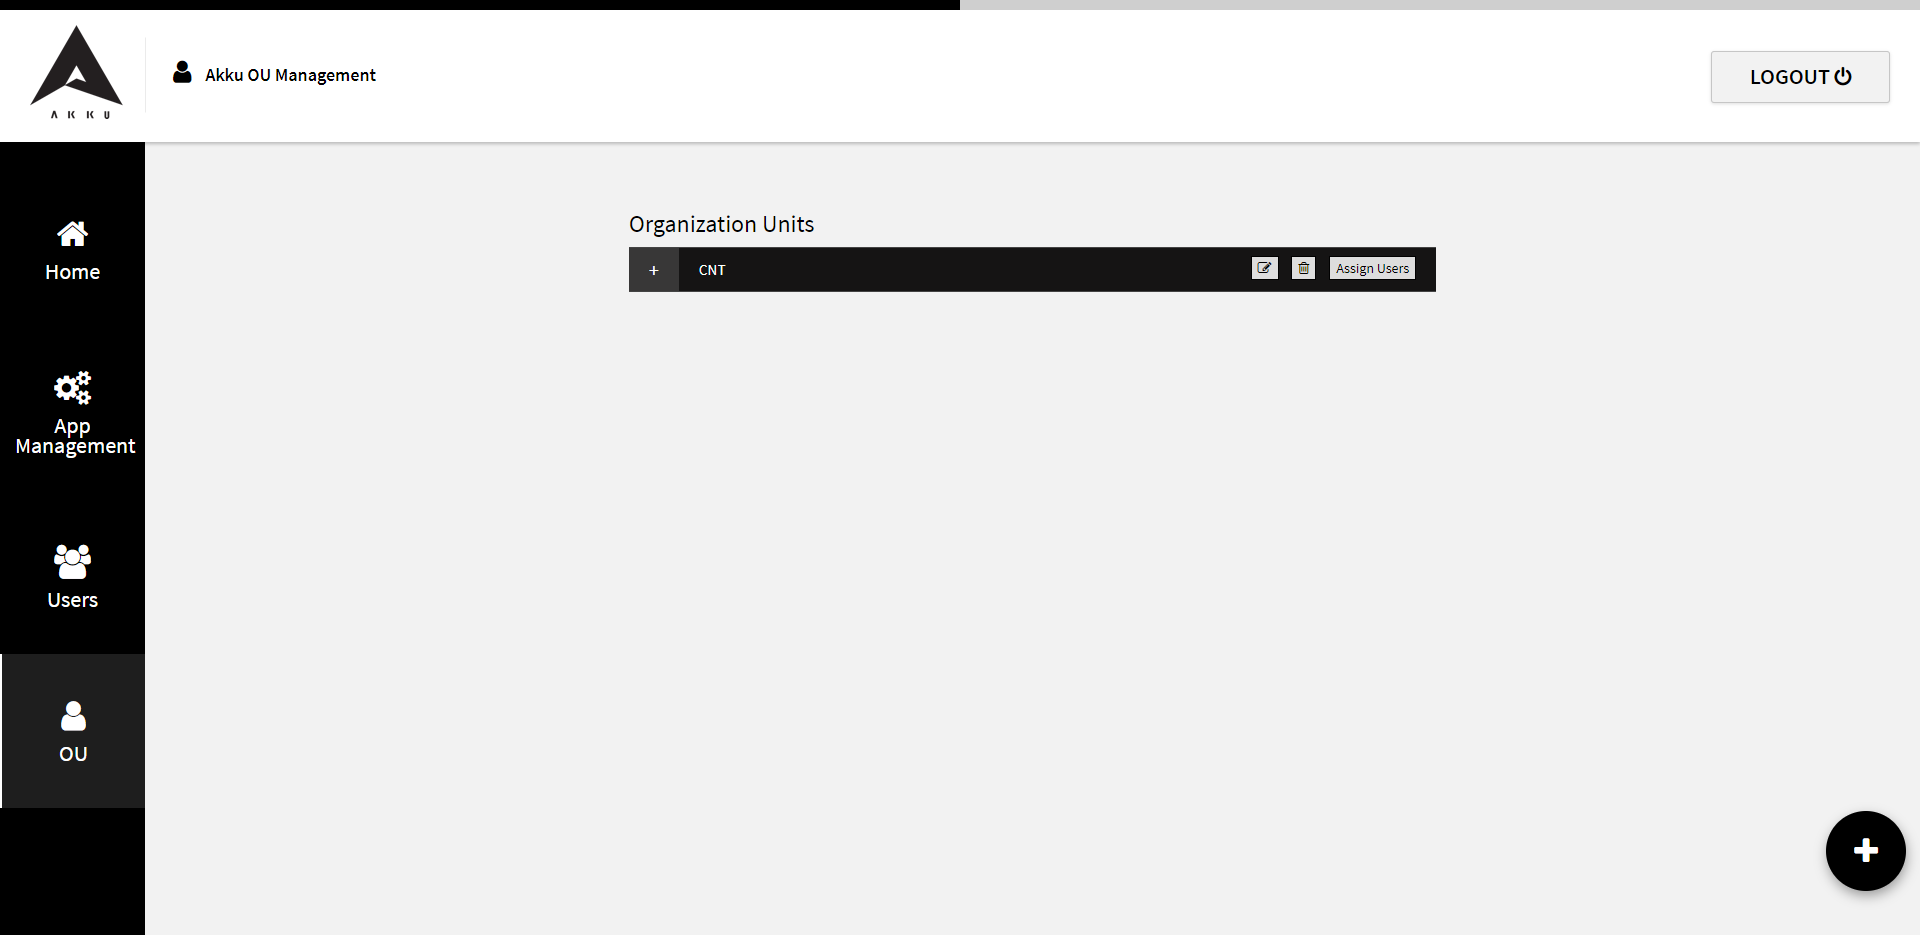 AKKU
Akku OU Management
LOGOUT
Home
App
Management
Users
OU
Organization Units
+ CNT Assign Users